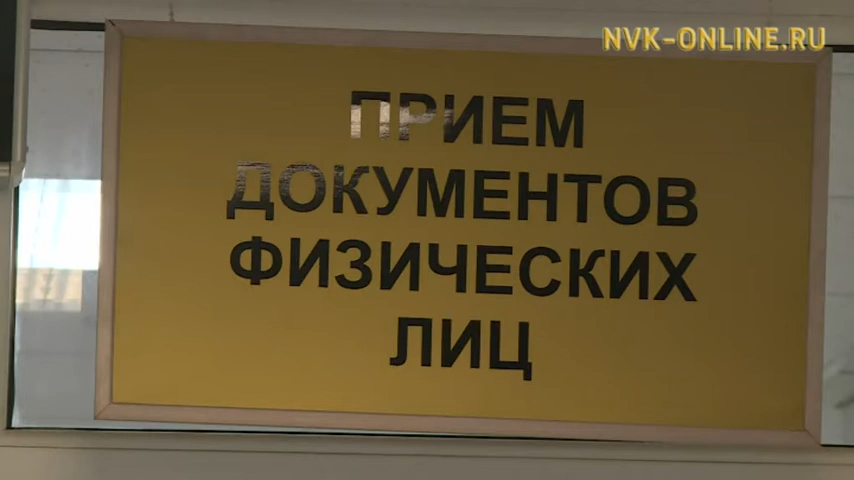 NVK-ONLINE.RU
ПРИЕМ
ДОКУМЕНТОВ
ФИЗИЧЕСКИХ
ЛИЦ